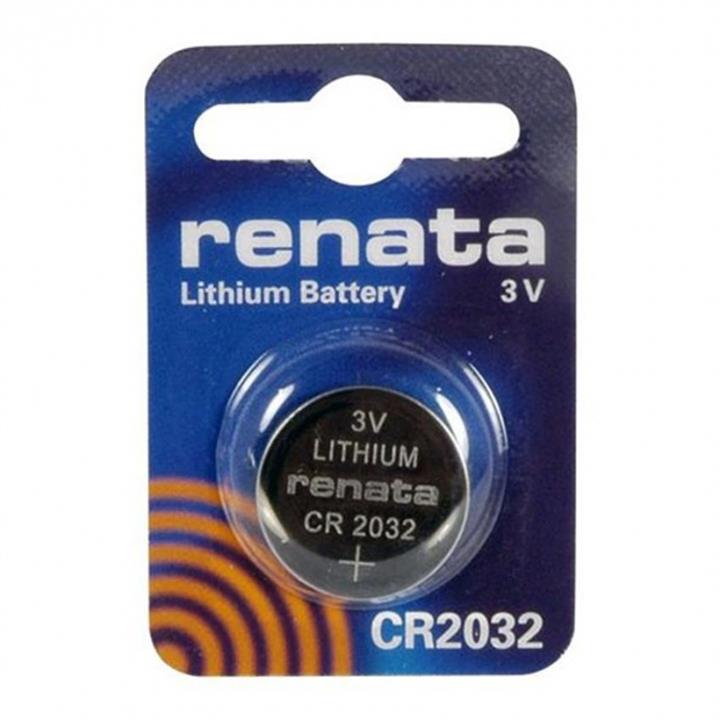 renata
Lithium Battery 3 V
3V
LITHIUM
renata
CR 2032
+
CR2032